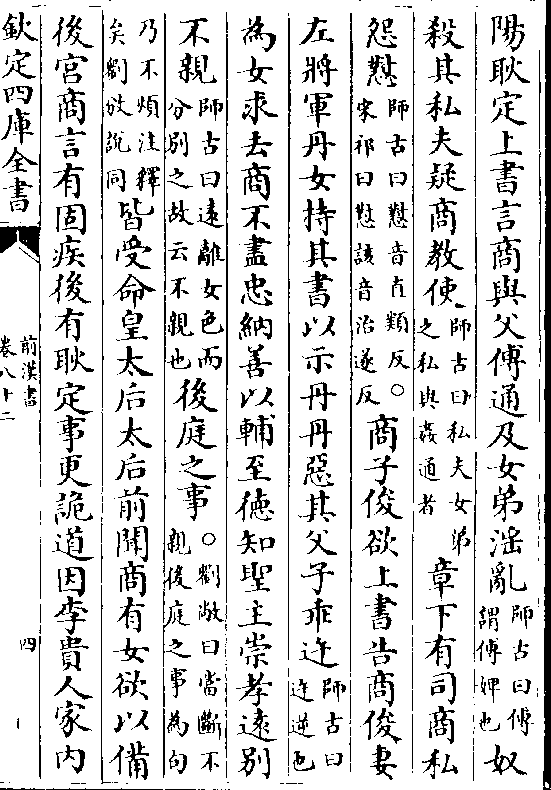 陽耿定上書言商與父傅通及女弟淫亂師古曰傅謂傅婢也奴
殺其私夫疑商教使師古曰私夫女弟之私與姦通者章下有司商私
怨懟師古曰懟音直類反○宋祁曰懟該音治遂反商子俊欲上書告商俊妻
左將軍丹女持其書以示丹丹惡其父子乖迕師古曰迕逆也
為女求去商不盡忠納善以輔至德知聖主崇孝遠別
不親師古曰遠離女色而分別之故云不親也後庭之事○劉敞曰當斷不親後庭之事為句
乃不煩注釋矣劉攽說同皆受命皇太后太后前聞商有女欲以備
後宮商言有固疾後有耿定事更詭道因李貴人家內
欽定四庫全書
前漢書
卷八十二
四